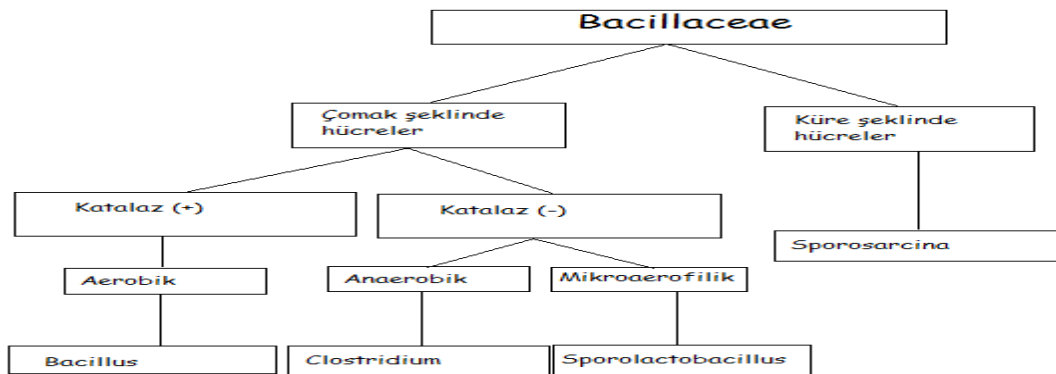 Bacillaceae
Çomak şeklinde
hücreler
Küre şeklinde
hücreler
Katalaz (+)
Katalaz (-)
Sporosarcina
Aerobik
Anaerobik
Mikroaerofilik
Bacillus
Clostridium
Sporolactobacillus